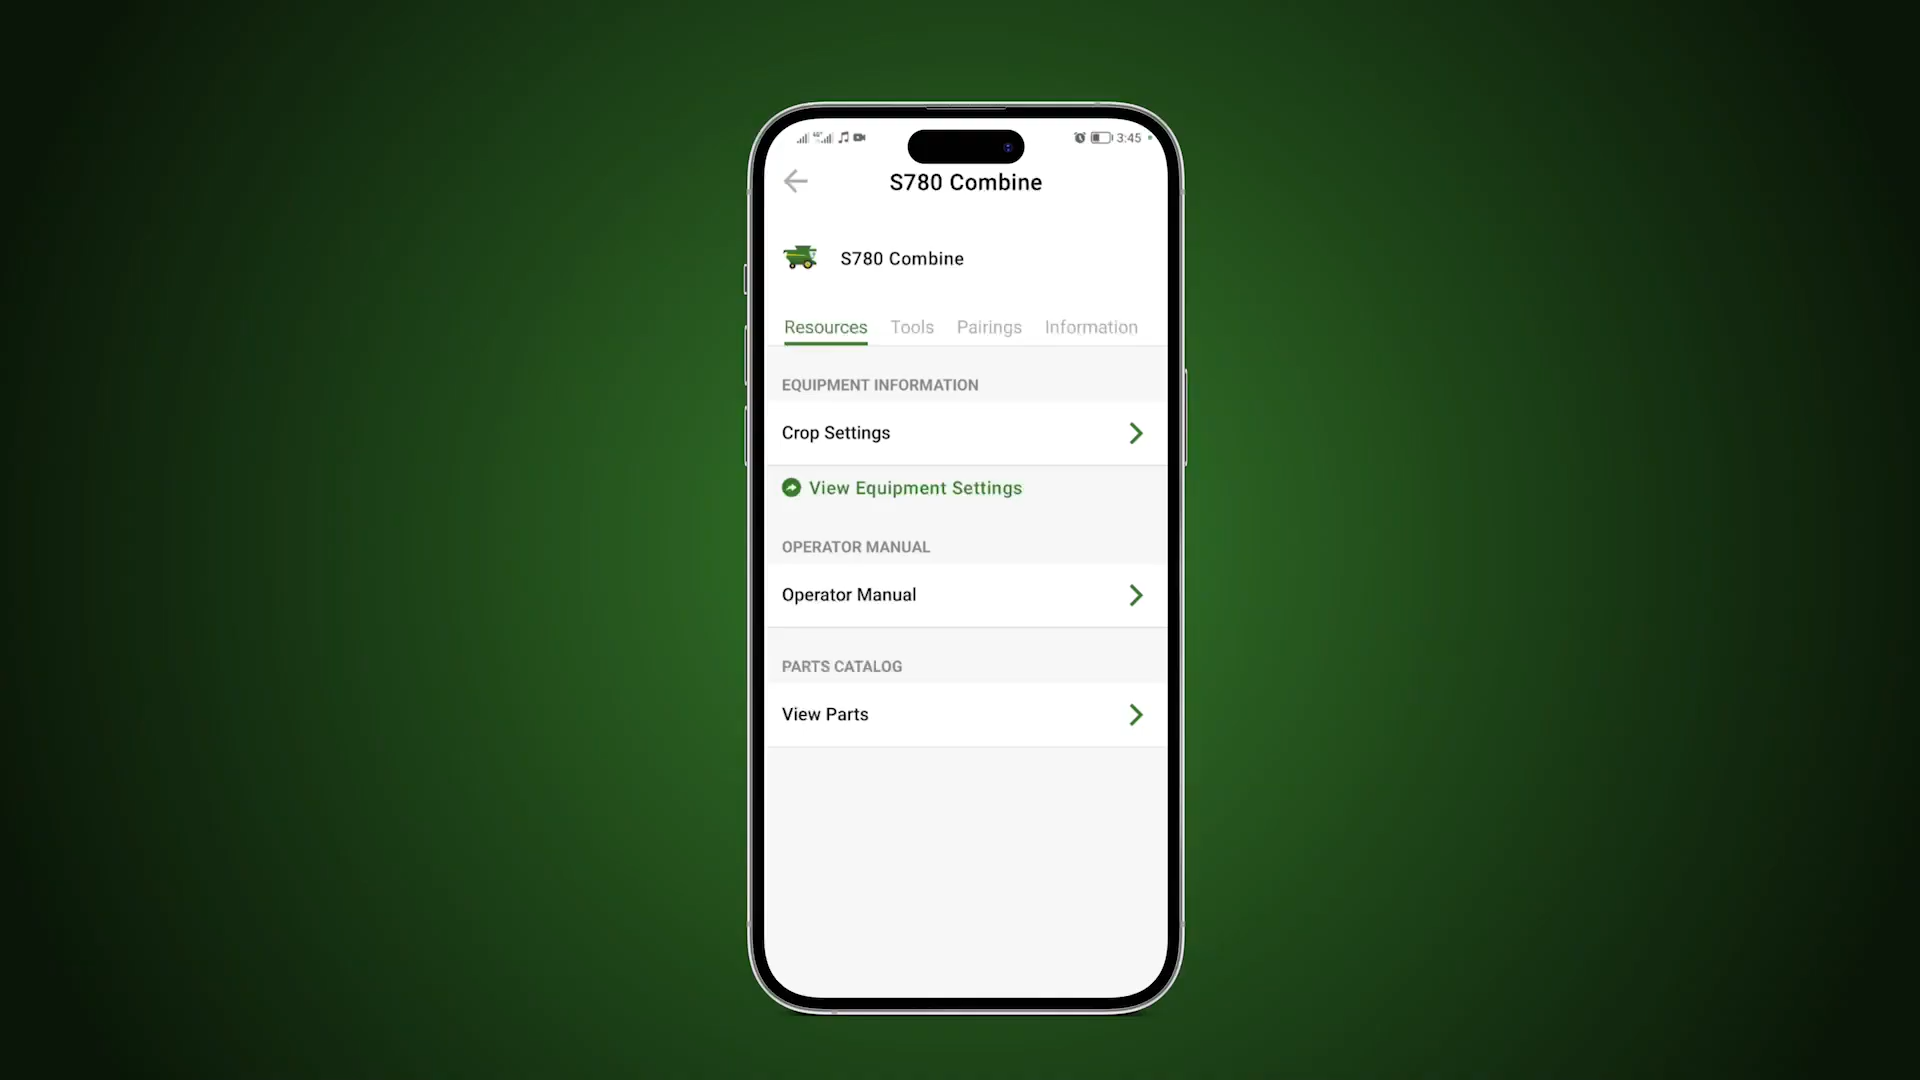 3:45
S780 Combine
S780 Combine
Resources Tools Pairings Information
EQUIPMENT INFORMATION
Crop Settings
View Equipment Settings
OPERATOR MANUAL
Operator Manual
PARTS CATALOG
View Parts